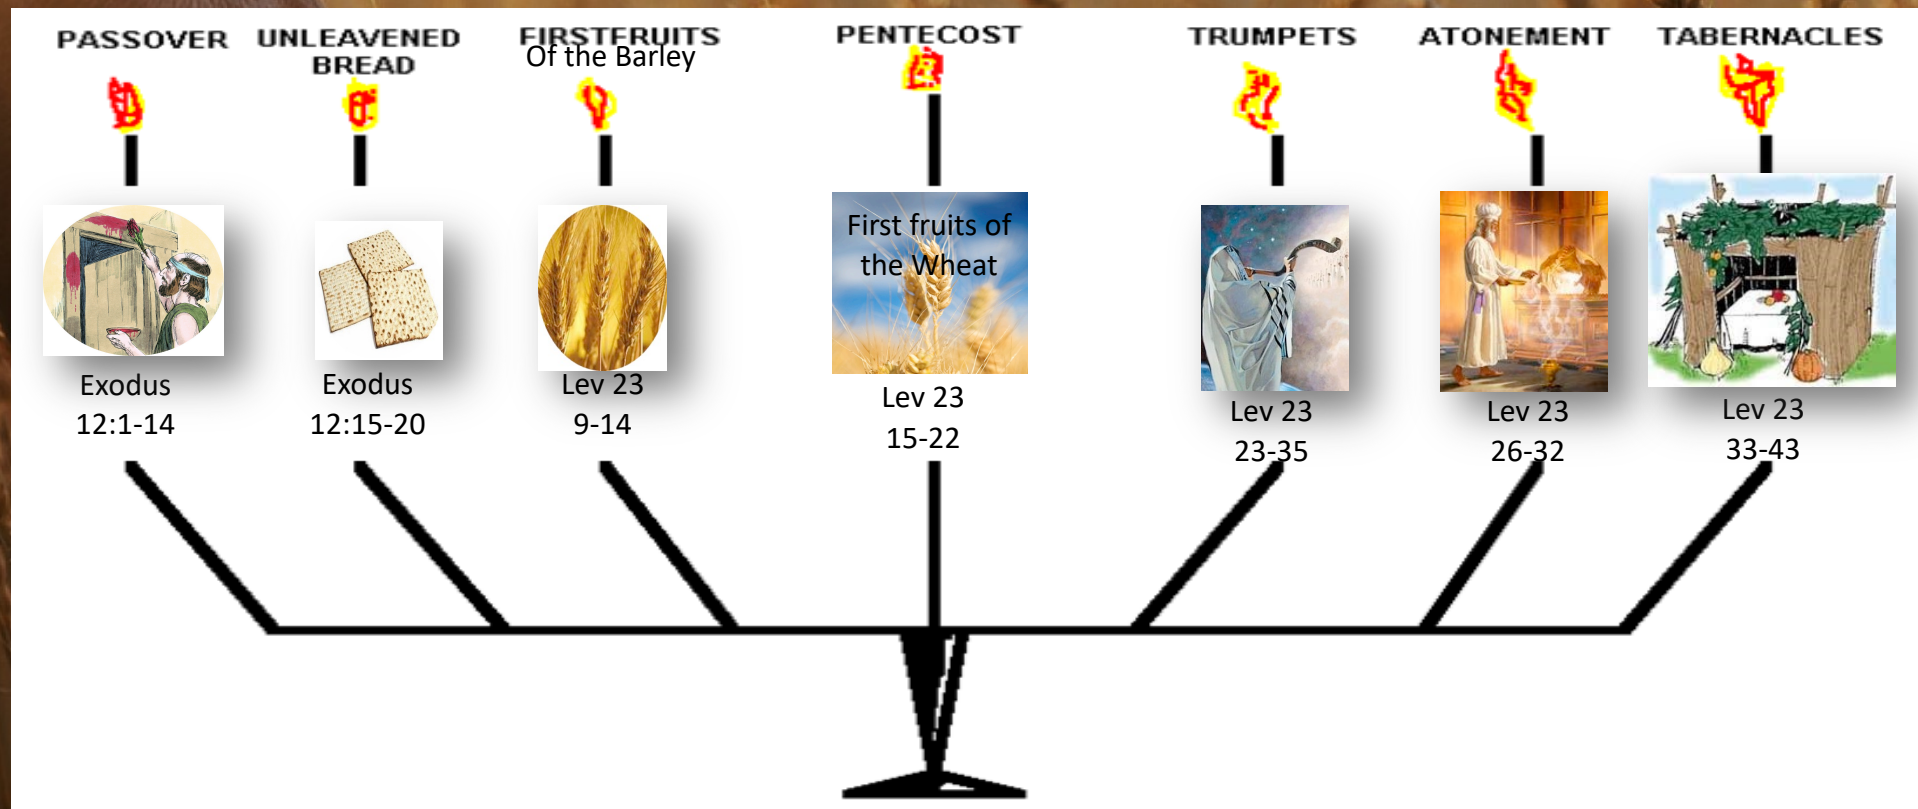 PASSOVER
UNLEAVENED
BREAD
FIRSTFRUITS
Of the Barley
PENTECOST
TRUMPETS
ATONEMENT
TABERNACLES
First fruits of
the Wheat
Exodus
12:1-14
Exodus
12:15-20
Lev 23
9-14
Lev 23
15-22
Lev 23
23-35
Lev 23
26-32
Lev 23
33-43